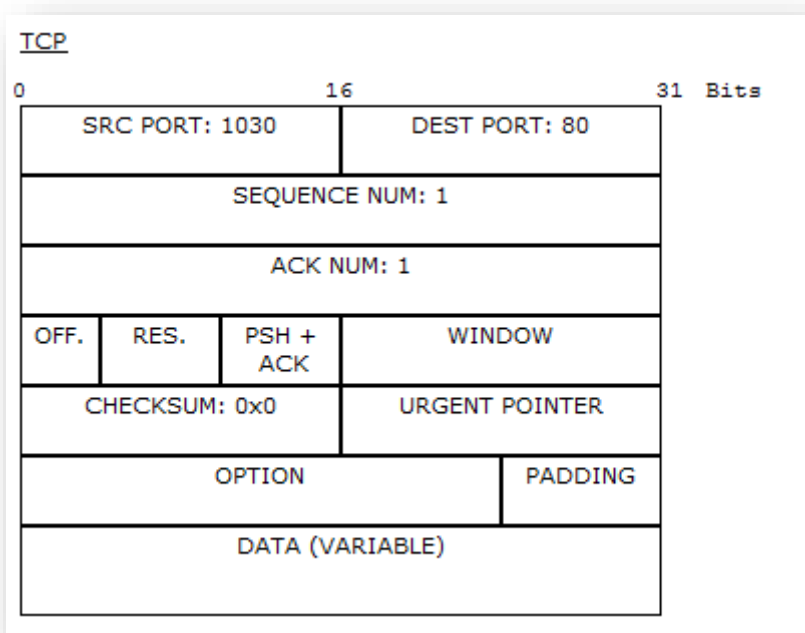 TCP
0 16 31 Bits
SRC PORT: 1030 DEST PORT: 80
SEQUENCE NUM: 1
ACK NUM: 1
OFF. RES. PSH + WINDOW
ACK
CHECKSUM: 0x0 URGENT POINTER
OPTION PADDING
DATA (VARIABLE)